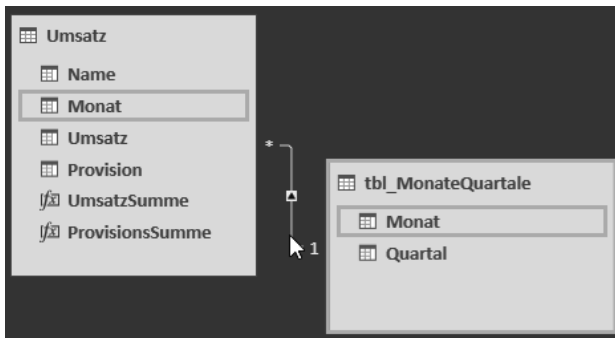 Umsatz
Name
Monat
Umsatz
Provision
UmsatzSumme
ProvisionsSumme
*
1
tbl_MonateQuartale
Monat
Quartal